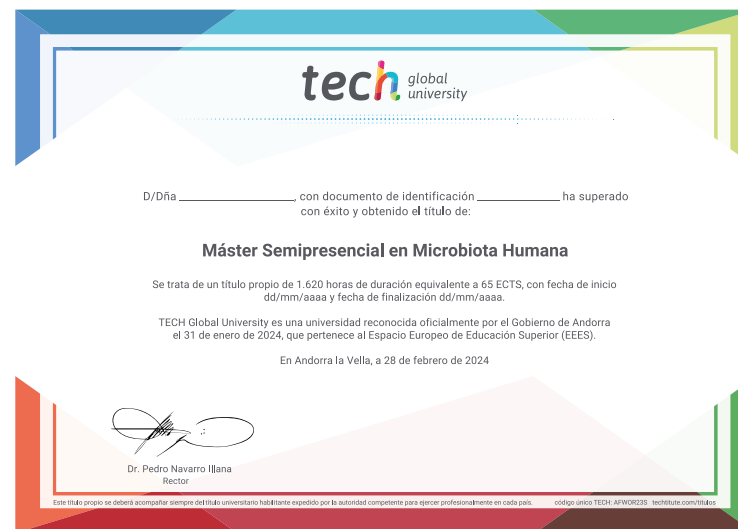 tech global university
D/Dña ____________, con documento de identificación ____________ ha superado
con éxito y obtenido el título de:
Máster Semipresencial en Microbiota Humana
Se trata de un título propio de 1.620 horas de duración equivalente a 65 ECTS, con fecha de inicio
dd/mm/aaaa y fecha de finalización dd/mm/aaaa.
TECH Global University es una universidad reconocida oficialmente por el Gobierno de Andorra
el 31 de enero de 2024, que pertenece al Espacio Europeo de Educación Superior (EEES).
En Andorra la Vella, a 28 de febrero de 2024
Dr. Pedro Navarro Illana
Rector
Este título propio se deberá acompañar siempre del título universitario habilitante expedido por la autoridad competente para ejercer profesionalmente en cada país. código único TECH: AFWOR23S techtitute.com/titulos